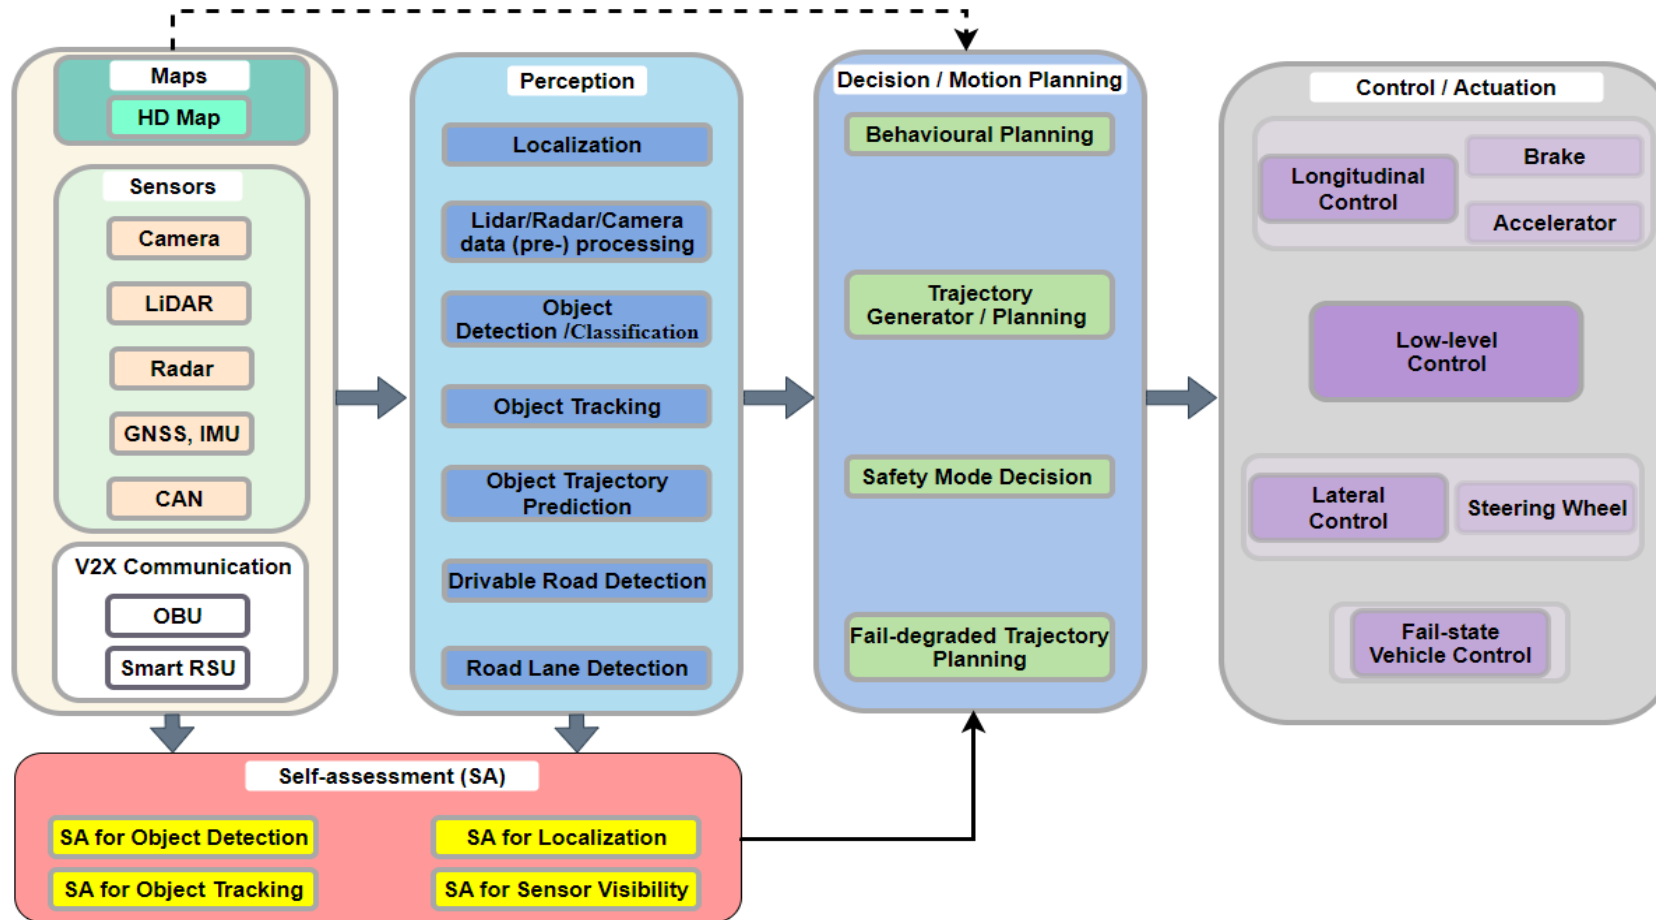 Maps
HD Map
Sensors
Camera
LiDAR
Radar
GNSS, IMU
CAN
V2X Communication
OBU
Smart RSU
Perception
Localization
Lidar/Radar/Camera
data (pre-) processing
Object
Detection /Classification
Object Tracking
Object Trajectory
Prediction
Drivable Road Detection
Road Lane Detection
Decision / Motion Planning
Behavioural Planning
Trajectory
Generator / Planning
Safety Mode Decision
Fail-degraded Trajectory
Planning
Control / Actuation
Longitudinal
Control
Brake
Accelerator
Low-level
Control
Lateral
Control
Steering Wheel
Fail-state
Vehicle Control
Self-assessment (SA)
SA for Object Detection
SA for Localization
SA for Object Tracking
SA for Sensor Visibility